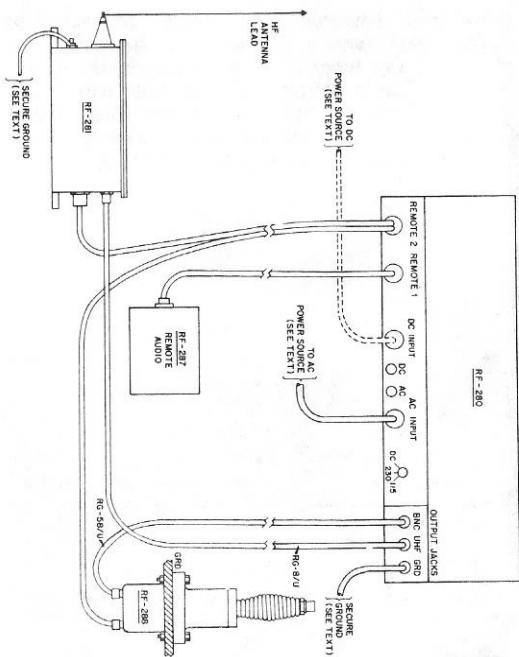 RF-280
REMOTE 2
REMOTE 1
DC INPUT
DC
AC
AC INPUT
DC
230
115
OUTPUT JACKS
BNC
UHF
GRD
TO DC
POWER SOURCE
(SEE TEXT)
TO AC
POWER SOURCE
(SEE TEXT)
SECURE
GROUND
(SEE TEXT)
HF
ANTENNA
LEAD
RF-281
SECURE GROUND
(SEE TEXT)
RF-287
REMOTE
AUDIO
RG-58/U
RG-8/U
GRD
RF-288